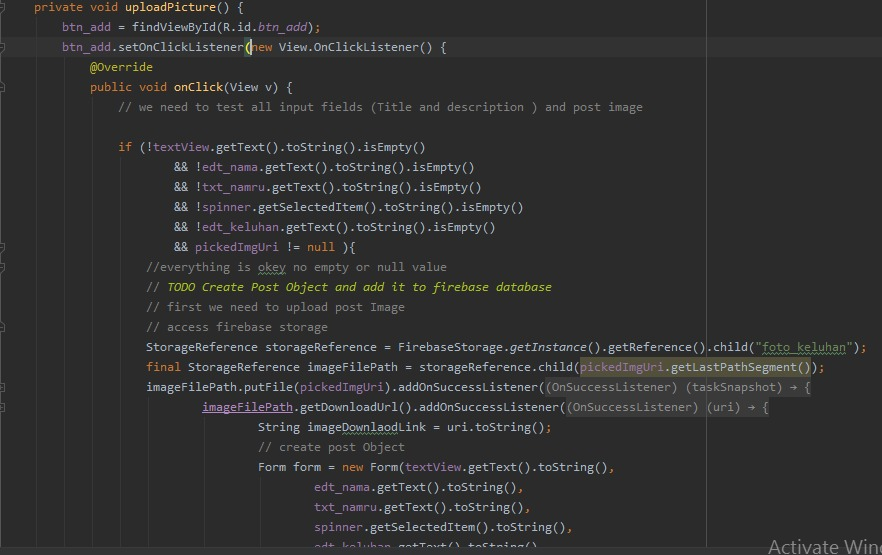 private void uploadPicture() {
btn_add = findViewById(R.id.btn_add);
btn_add.setOnClickListener(new View.OnClickListener() {
@Override
public void onClick(View v) {
// we need to test all input fields (Title and description ) and post image
if (!textView.getText().toString().isEmpty()
&& !edt_nama.getText().toString().isEmpty()
&& !txt_namru.getText().toString().isEmpty()
&& !spinner.getSelectedItem().toString().isEmpty()
&& !edt_keluhan.getText().toString().isEmpty()
&& pickedImgUri != null ){
//everything is okey no empty or null value
// TODO Create Post Object and add it to firebase database
// first we need to upload post Image
// access firebase storage
StorageReference storageReference = FirebaseStorage.getInstance().getReference().child("foto_keluhan");
final StorageReference imageFilePath = storageReference.child(pickedImgUri.getLastPathSegment());
imageFilePath.putFile(pickedImgUri).addOnSuccessListener((OnSuccessListener) (taskSnapshot) → {
imageFilePath.getDownloadUrl().addOnSuccessListener((OnSuccessListener) (uri) → {
String imageDownlaodLink = uri.toString();
// create post Object
Form form = new Form(textView.getText().toString(),
edt_nama.getText().toString(),
txt_namru.getText().toString(),
spinner.getSelectedItem().toString(),
edt_keluhan.getText().toString()
Activate Win